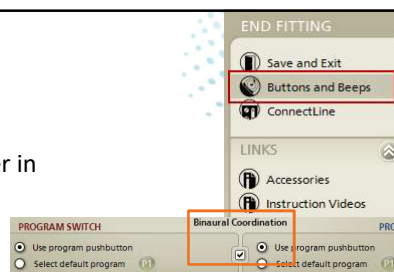 END FITTING
Save and Exit
Buttons and Beeps
ConnectLine
er in
LINKS
Accessories
Instruction Videos
PROGRAM SWITCH
Binaural Coordination
PRO
Use program pushbutton
Select default program P1
Use program pushbutton
Select default program P1